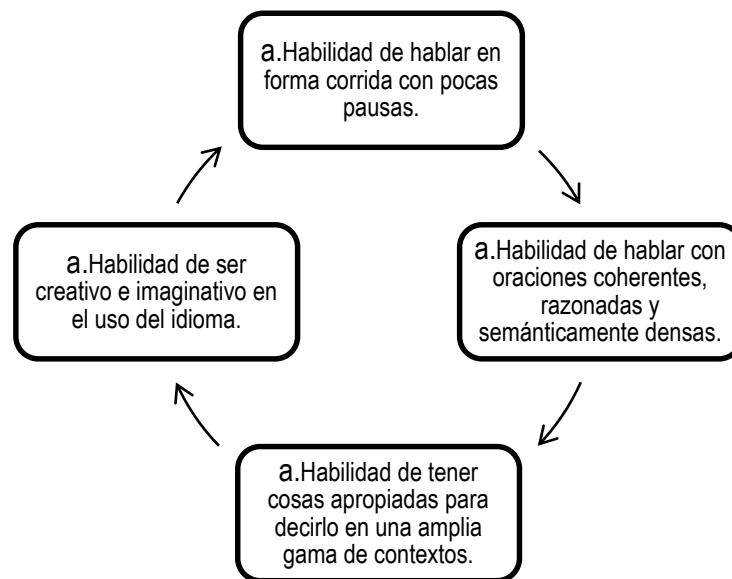 a.Habilidad de hablar en
forma corrida con pocas
pausas.
a.Habilidad de hablar con
oraciones coherentes,
razonadas y
semánticamente densas.
a.Habilidad de tener
cosas apropiadas para
decirlo en una amplia
gama de contextos.
a.Habilidad de ser
creativo e imaginativo en
el uso del idioma.